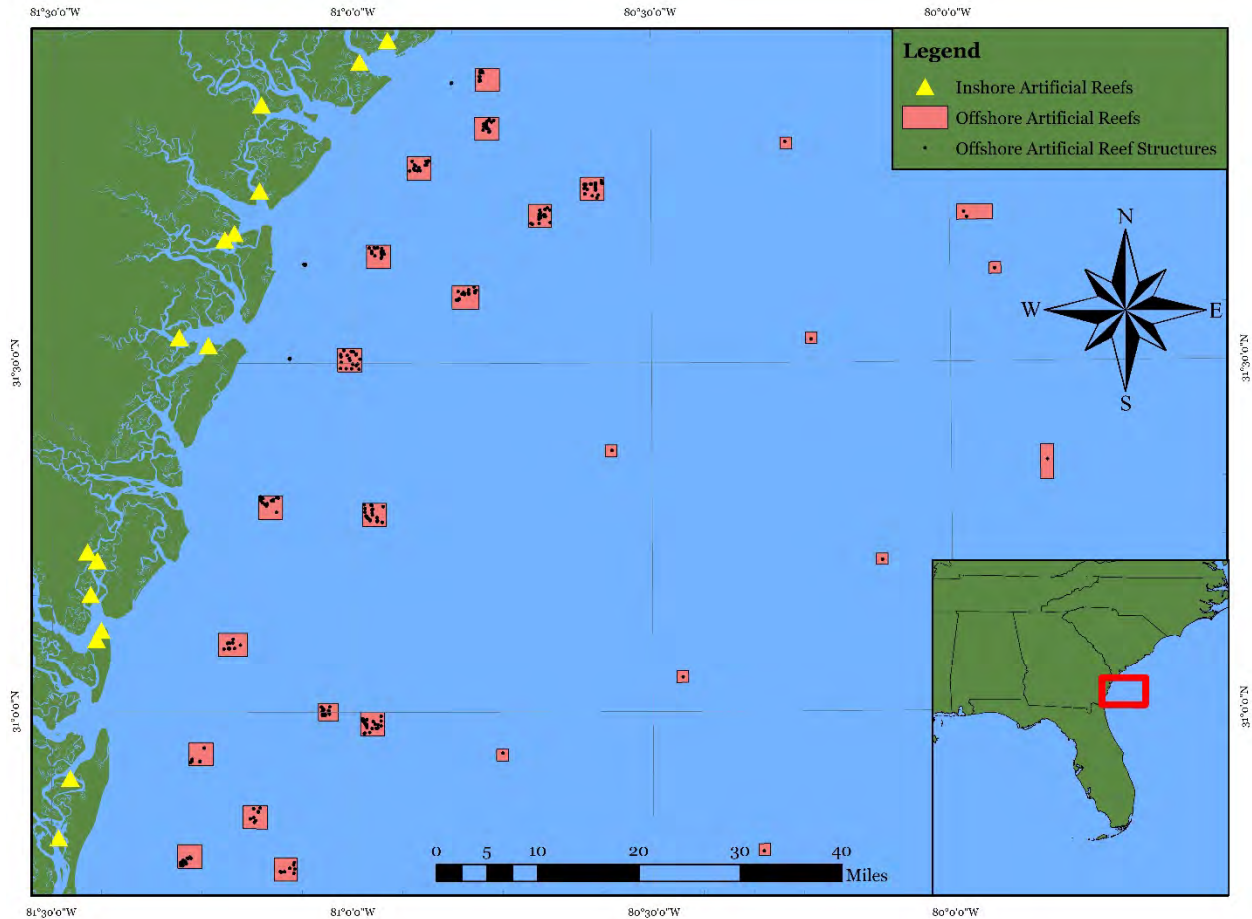 81°30'0"W 81°0'0"W 80°30'0"W 80°0'0"W
Legend
Inshore Artificial Reefs
Offshore Artificial Reefs
Offshore Artificial Reef Structures
N
W E
S
31°30'0"N 31°30'0"N
31°0'0"N 31°0'0"N
0 5 10 20 30 40
Miles
81°30'0"W 81°0'0"W 80°30'0"W 80°0'0"W